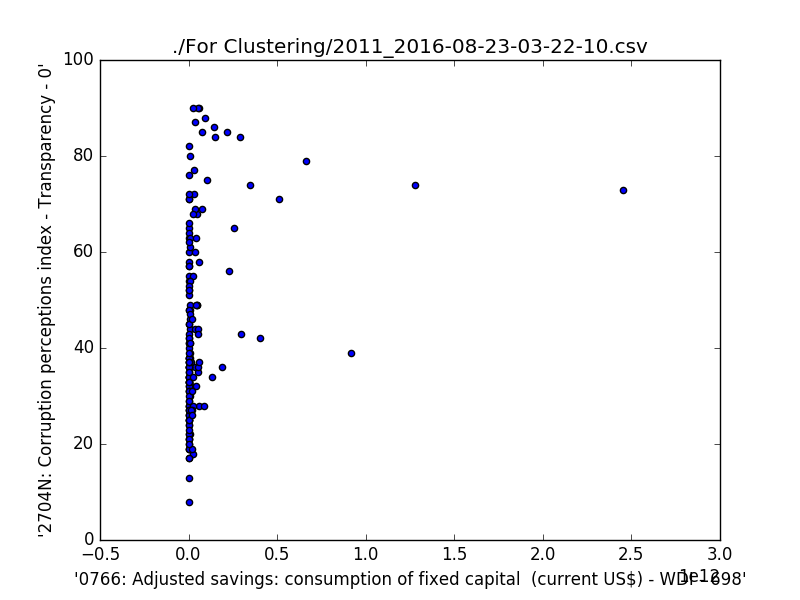 ./For Clustering/2011_2016-08-23-03-22-10.csv
100
80
60
40
20
0
'2704N: Corruption perceptions index - Transparency - 0'
−0.5 0.0 0.5 1.0 1.5 2.0 2.5 3.0
1e12
'0766: Adjusted savings: consumption of fixed capital  (current US$) - WDI - 698'